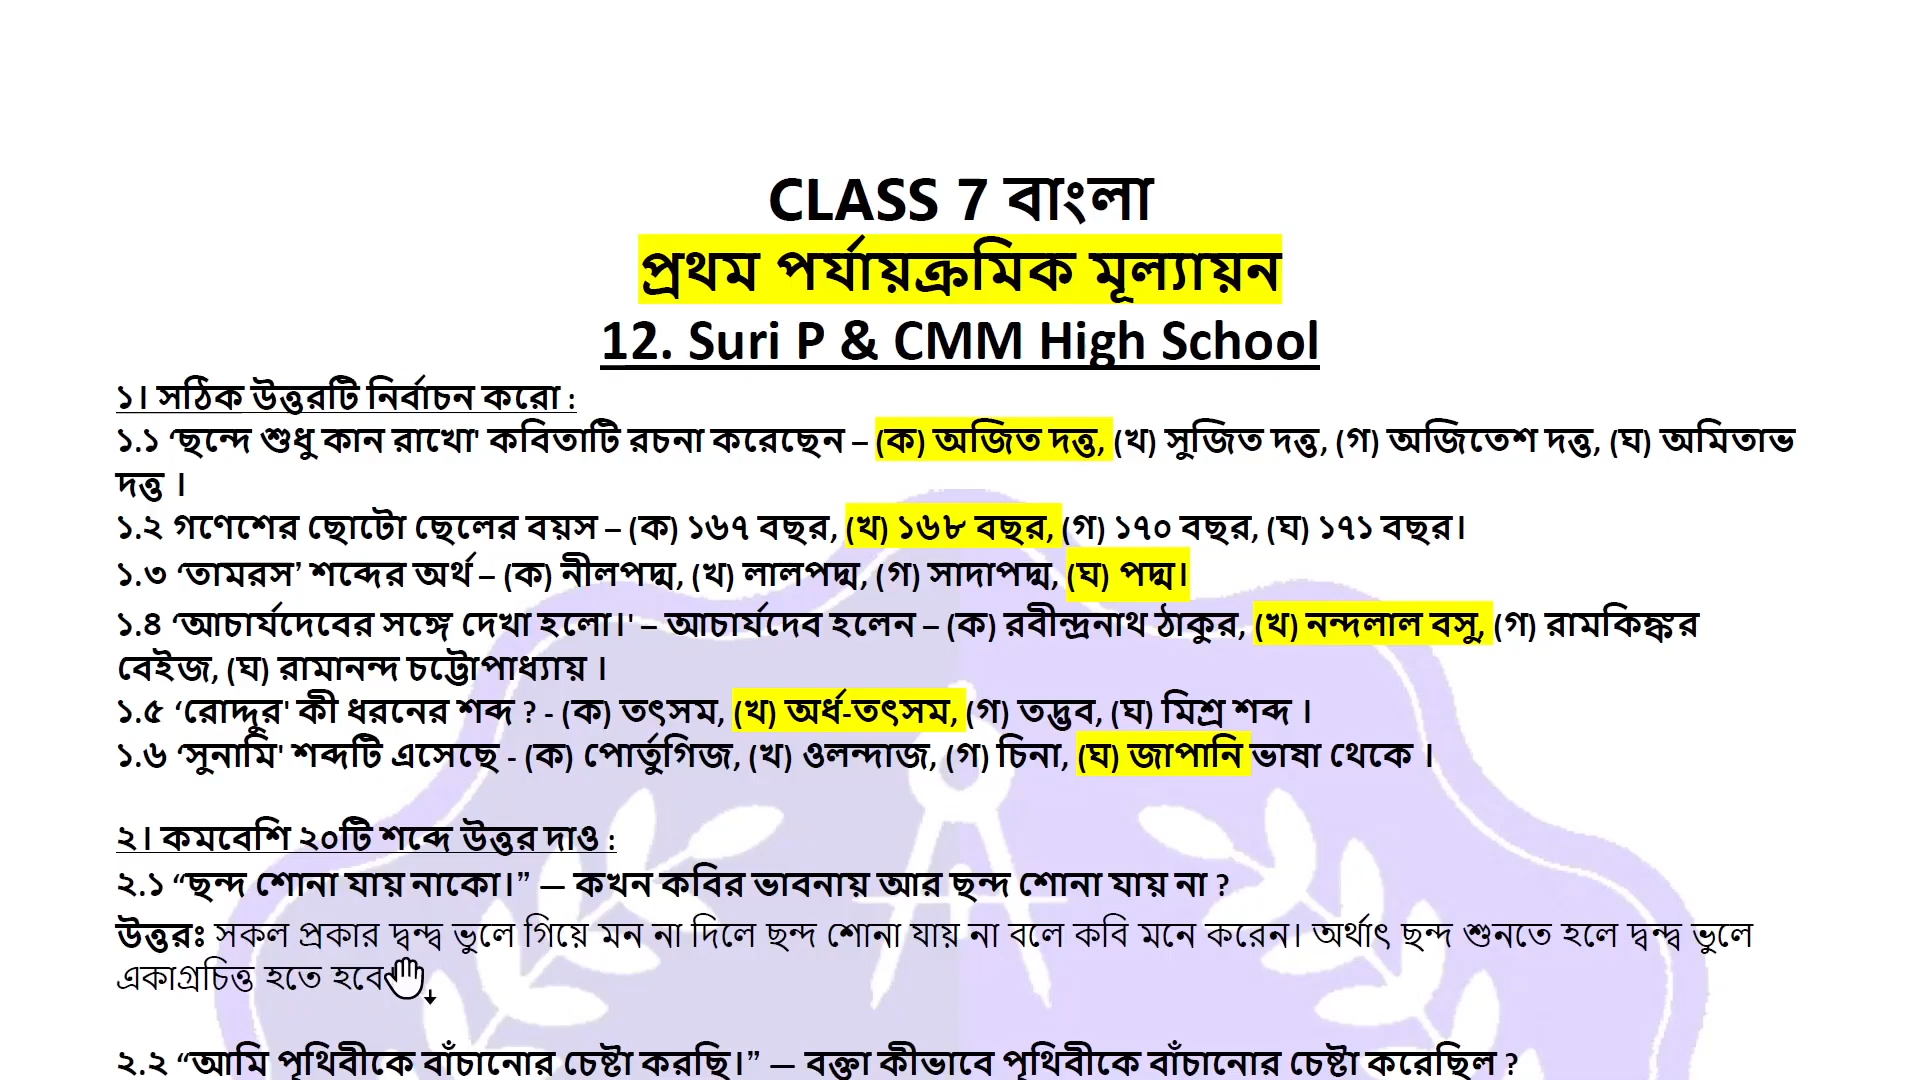 CLASS 7 বাংলা
প্রথম পর্যায়ক্রমিক মূল্যায়ন
12. Suri P & CMM High School
১। সঠিক উত্তরটি নির্বাচন করো :
১.১ ‘ছন্দে শুধু কান রাখো' কবিতাটি রচনা করেছেন – (ক) অজিত দত্ত, (খ) সুজিত দত্ত, (গ) অজিতেশ দত্ত, (ঘ) অমিতাভ
দত্ত ।
১.২ গণেশের ছোটো ছেলের বয়স – (ক) ১৬৭ বছর, (খ) ১৬৮ বছর, (গ) ১৭০ বছর, (ঘ) ১৭১ বছর।
১.৩ ‘তামরস’ শব্দের অর্থ – (ক) নীলপদ্ম, (খ) লালপদ্ম, (গ) সাদাপদ্ম, (ঘ) পদ্ম।
১.৪ ‘আচার্যদেবের সঙ্গে দেখা হলো।' – আচার্যদেব হলেন – (ক) রবীন্দ্রনাথ ঠাকুর, (খ) নন্দলাল বসু, (গ) রামকিঙ্কর
বেইজ, (ঘ) রামানন্দ চট্টোপাধ্যায় ।
১.৫ ‘রোদ্দুর' কী ধরনের শব্দ ? - (ক) তৎসম, (খ) অর্ধ-তৎসম, (গ) তদ্ভব, (ঘ) মিশ্র শব্দ ।
১.৬ ‘সুনামি' শব্দটি এসেছে - (ক) পোর্তুগিজ, (খ) ওলন্দাজ, (গ) চিনা, (ঘ) জাপানি ভাষা থেকে ।
২। কমবেশি ২০টি শব্দে উত্তর দাও :
২.১ “ছন্দ শোনা যায় নাকো।” — কখন কবির ভাবনায় আর ছন্দ শোনা যায় না ?
উত্তরঃ সকল প্রকার দ্বন্দ্ব ভুলে গিয়ে মন না দিলে ছন্দ শোনা যায় না বলে কবি মনে করেন। অর্থাৎ ছন্দ শুনতে হলে দ্বন্দ্ব ভুলে
একাগ্রচিত্ত হতে হবে
২.২ “আমি পৃথিবীকে বাঁচানোর চেষ্টা করছি।” — বক্তা কীভাবে পৃথিবীকে বাঁচানোর চেষ্টা করেছিল ?